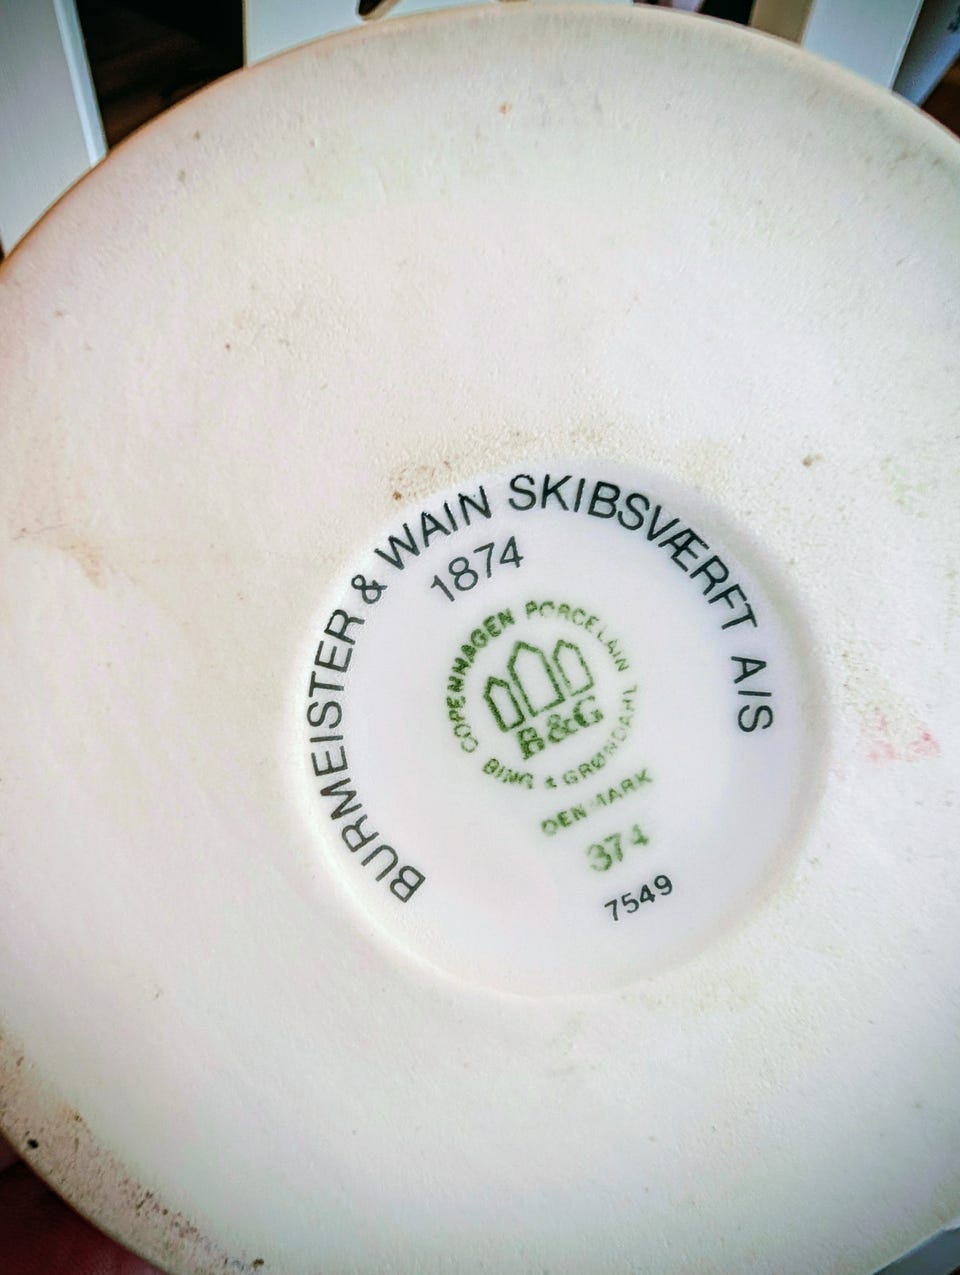 BURMEISTER & WAIN SKIBSVÆRFT A/S
1874
COPENHAGEN PORCELAIN
B&G
BING & GRØNDAHL
DENMARK
374
7549